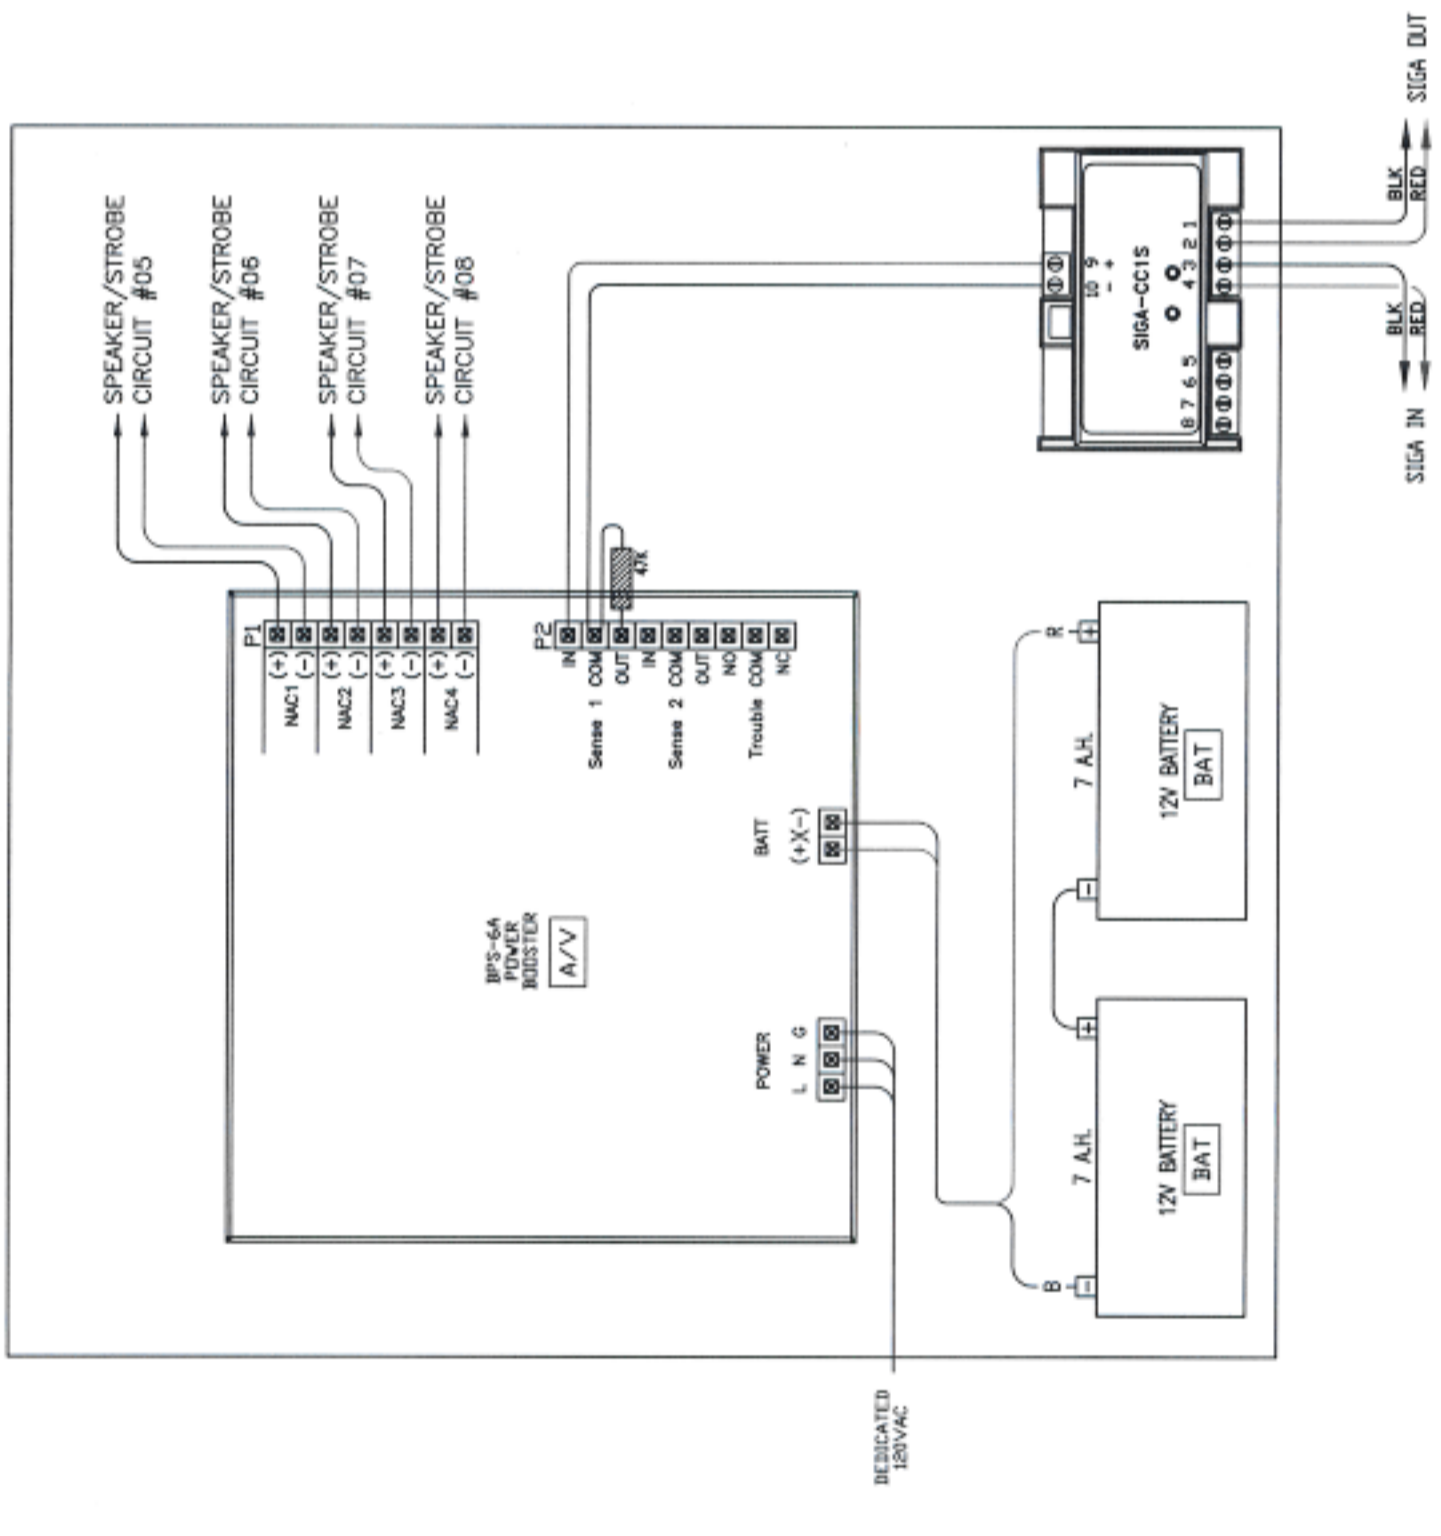 DEDICATED
120VAC
BPS-6A
POWER
BOOSTER
A/V
POWER
L N G
BATT
(+)(-)
P1
(+)
(-)
NAC1
(+)
(-)
NAC2
(+)
(-)
NAC3
(+)
(-)
NAC4
SPEAKER/STROBE
CIRCUIT #05
SPEAKER/STROBE
CIRCUIT #06
SPEAKER/STROBE
CIRCUIT #07
SPEAKER/STROBE
CIRCUIT #08
P2
IN
Sense 1 COM
OUT
IN
Sense 2 COM
OUT
NO
Trouble COM
NC
47K
B
-
+
7 A.H.
12V BATTERY
BAT
-
+
R
7 A.H.
12V BATTERY
BAT
10 9
- +
SIGA-CC1S
8 7 6 5 4 3 2 1
BLK
RED
SIGA IN
BLK
RED
SIGA OUT